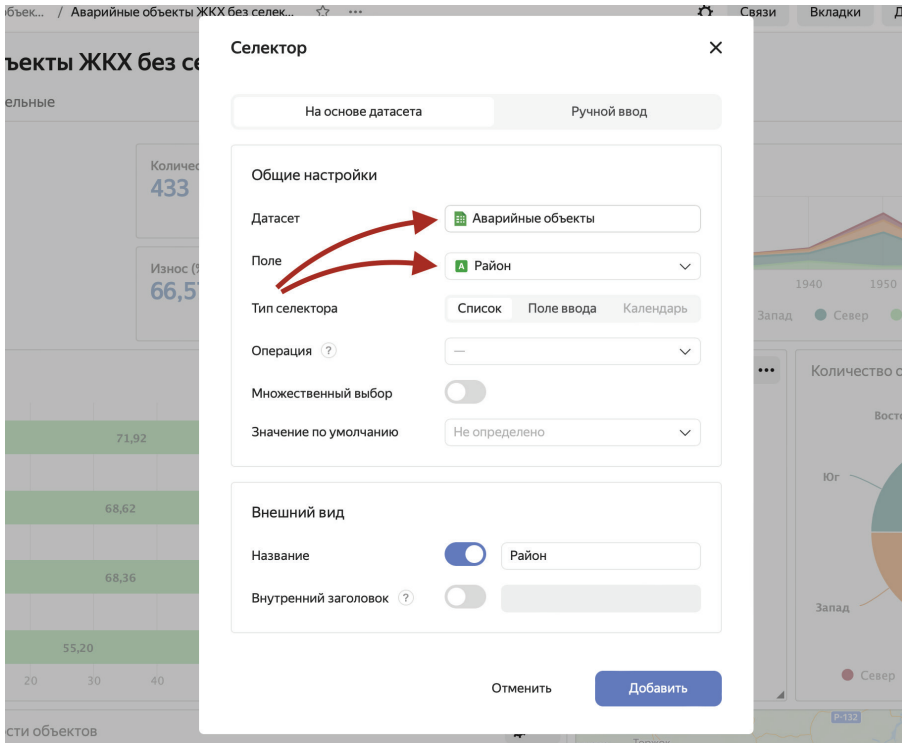 объек... / Аварийные объекты ЖКХ без селек...
Связи
Вкладки
ъекты ЖКХ без се
ельные
Количес
433
Износ (%
66,5
71,92
68,62
68,36
55,20
20 30 40
сти объектов
Селектор
На основе датасета
Ручной ввод
Общие настройки
Датасет
Аварийные объекты
Поле
A Район
Тип селектора
Список
Поле ввода
Календарь
Операция ?
—
Множественный выбор
Значение по умолчанию
Не определено
Внешний вид
Название
Район
Внутренний заголовок ?
Отменить
Добавить
1940 1950
Запад Север
Количество о
Вост
Юг
Запад
Север
Р-132